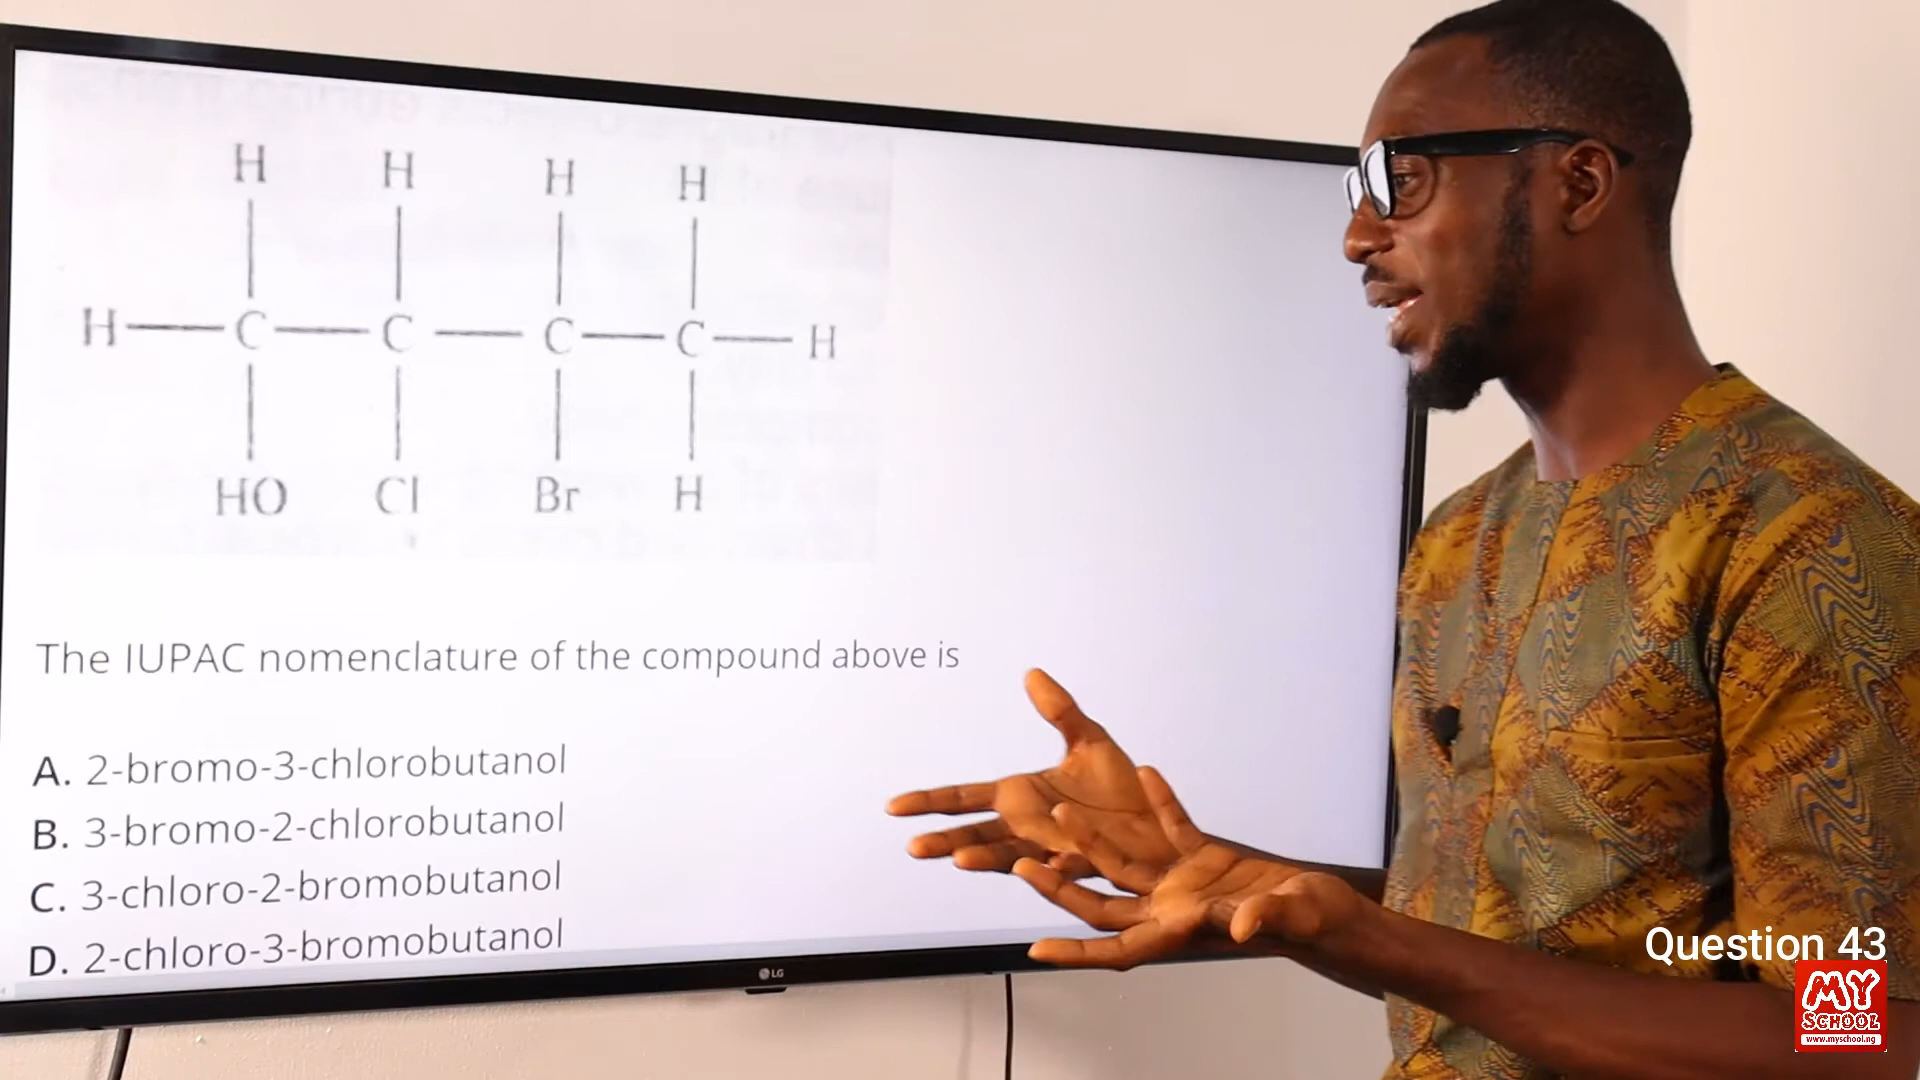 H H H H
H C C C C H
HO Cl Br H
The IUPAC nomenclature of the compound above is
A. 2-bromo-3-chlorobutanol
B. 3-bromo-2-chlorobutanol
C. 3-chloro-2-bromobutanol
D. 2-chloro-3-bromobutanol
LG
Question 43
MY
SCHOOL
www.myschool.ng